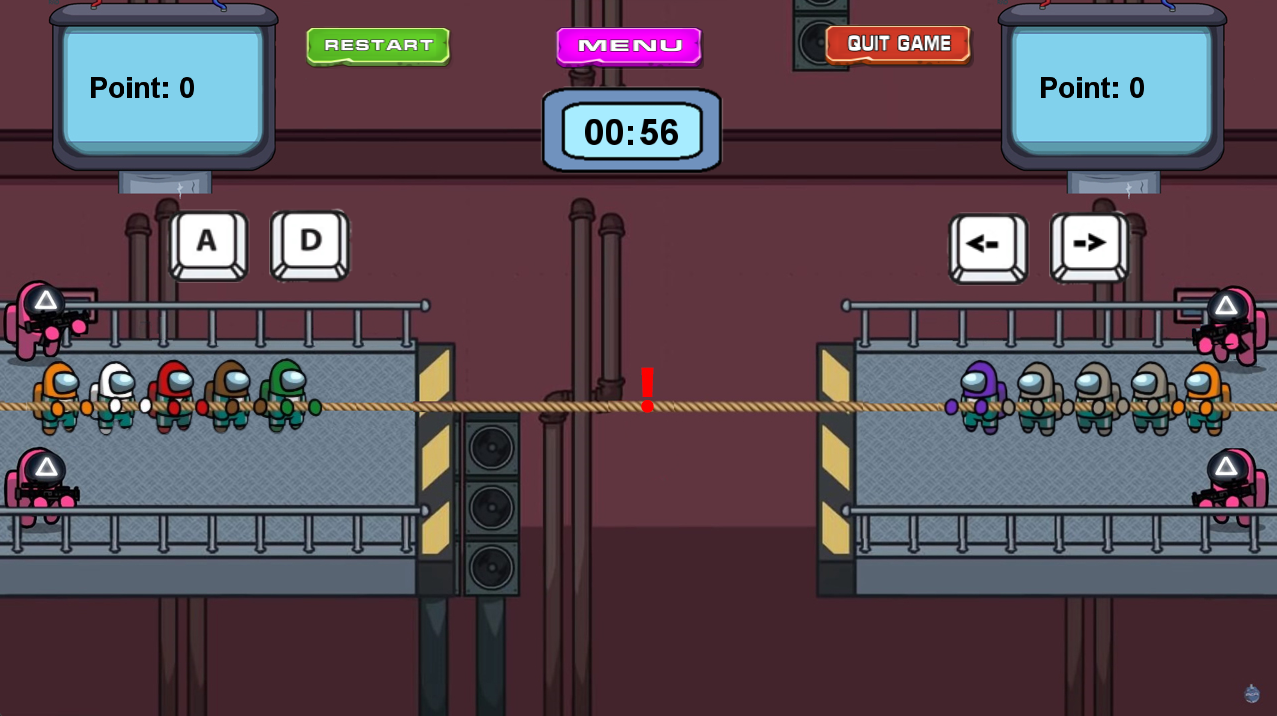 RESTART
MENU
QUIT GAME
Point: 0
Point: 0
00:56
A
D
<-
->
!